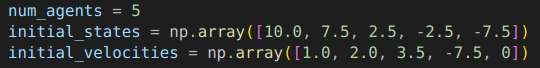 num_agents = 5
initial_states = np.array([10.0, 7.5, 2.5, -2.5, -7.5])
initial_velocities = np.array([1.0, 2.0, 3.5, -7.5, 0])